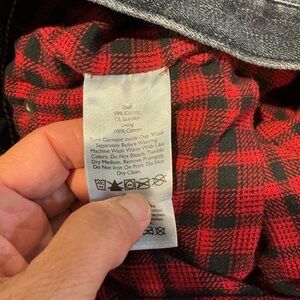 Shell
99% Cotton
1% Spandex
Lining
100% Cotton
Turn Garment Inside Out. Wash
Separately Before Wearing.
Machine Wash Warm With Like
Colors. Do Not Bleach. Tumble
Dry Medium. Remove Promptly.
Do Not Iron On Print. Do Not
Dry Clean.